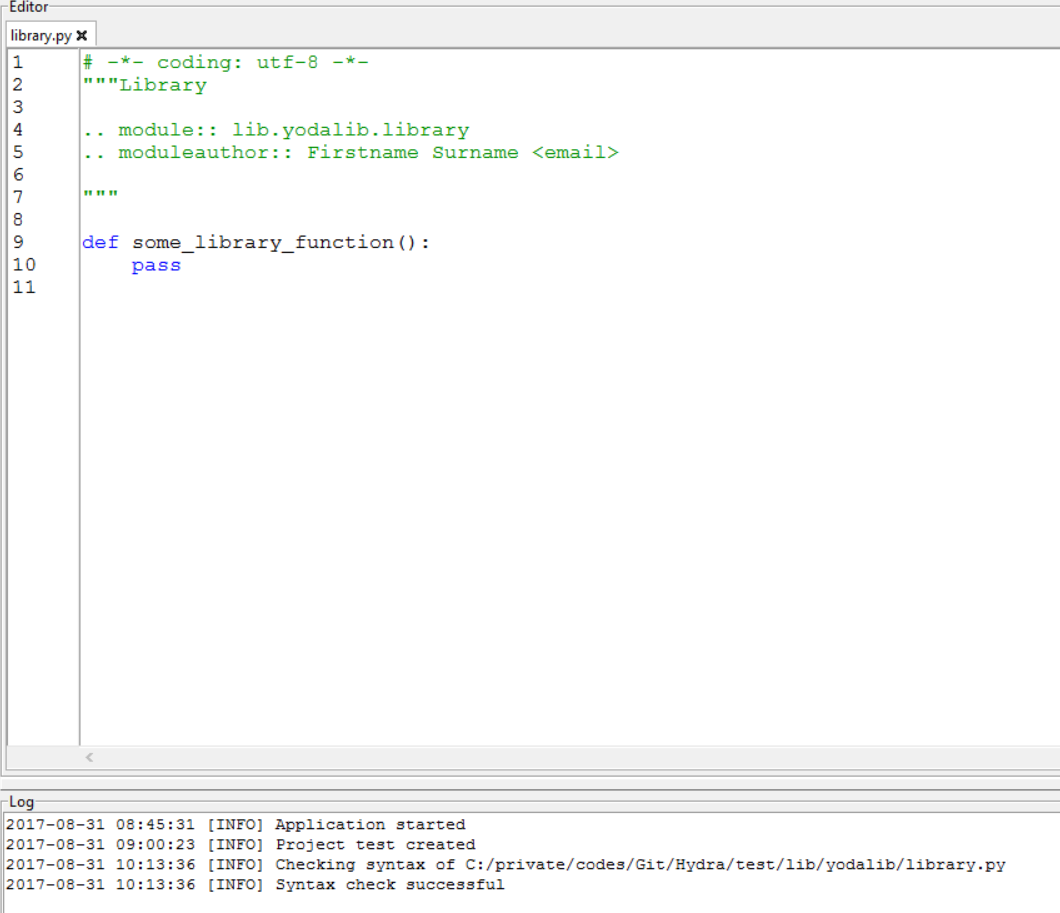 Editor
library.py ✖
1 # -*- coding: utf-8 -*-
2 """Library
3
4 .. module:: lib.yodalib.library
5 .. moduleauthor:: Firstname Surname <email>
6
7 """
8
9 def some_library_function():
10     pass
11
<
Log
2017-08-31 08:45:31 [INFO] Application started
2017-08-31 09:00:23 [INFO] Project test created
2017-08-31 10:13:36 [INFO] Checking syntax of C:/private/codes/Git/Hydra/test/lib/yodalib/library.py
2017-08-31 10:13:36 [INFO] Syntax check successful